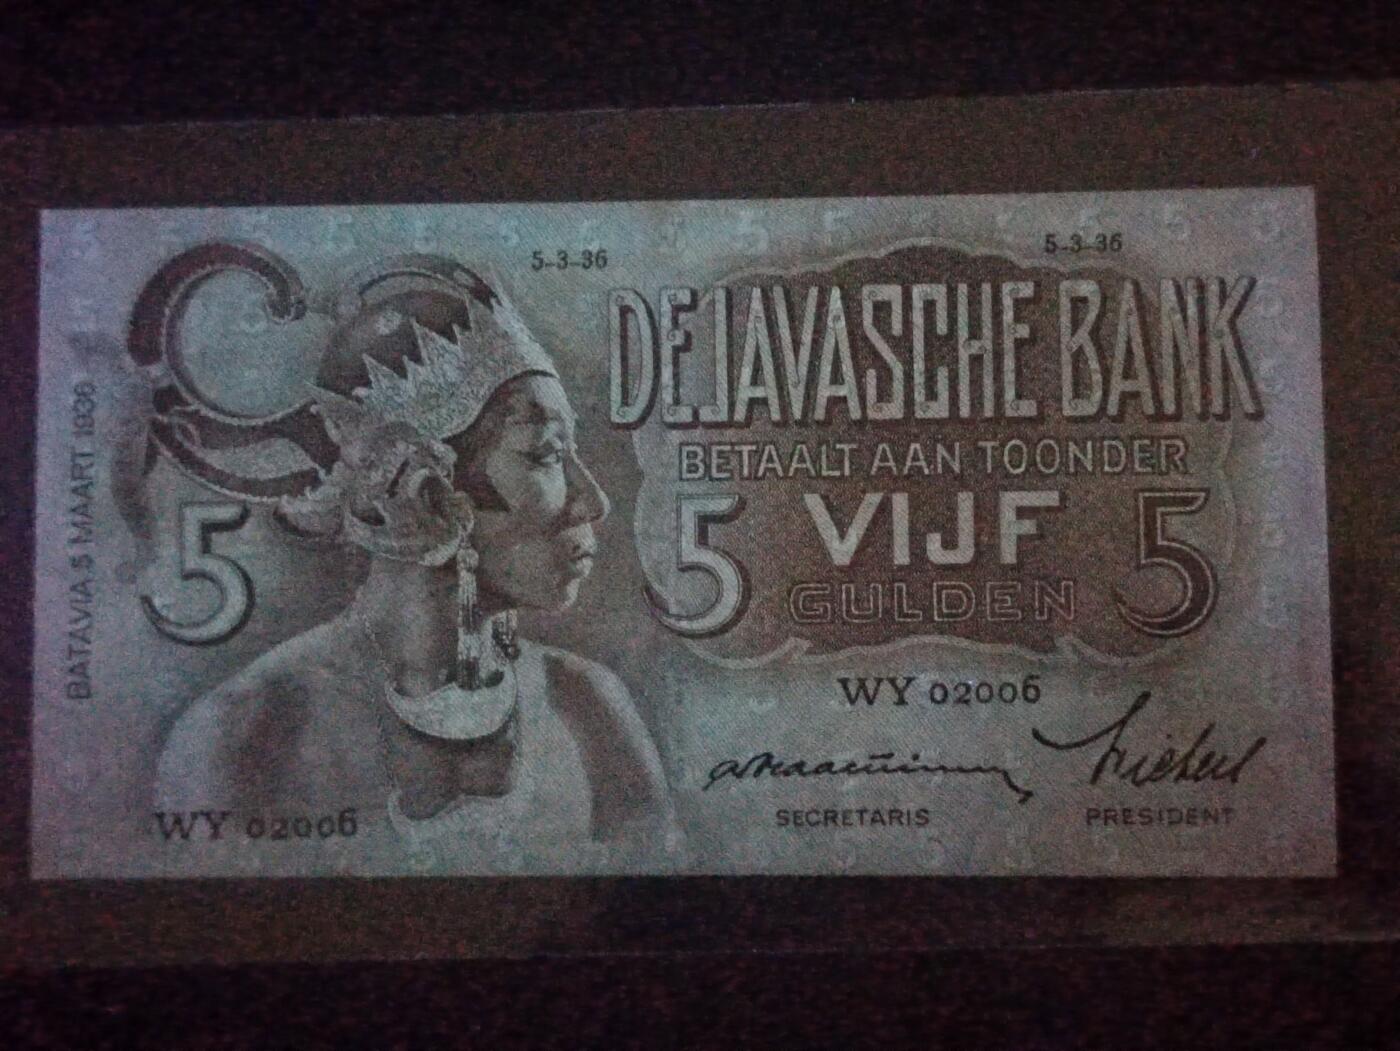 5-3-36
5-3-36
DE JAVASCHE BANK
BETAALT AAN TOONDER
5 VIJF 5
GULDEN
5
BATAVIA 5 MAART 1936
WY 02006
SECRETARIS
PRESIDENT
WY 02006